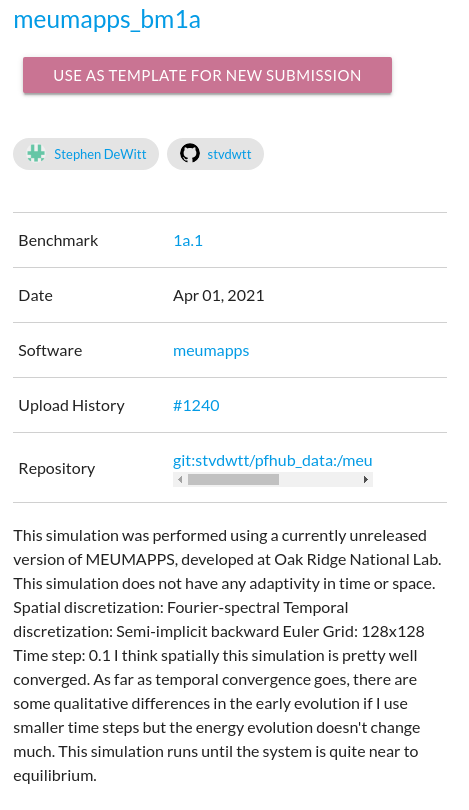 meumapps_bm1a
USE AS TEMPLATE FOR NEW SUBMISSION
Stephen DeWitt stvdwtt
Benchmark 1a.1
Date Apr 01, 2021
Software meumapps
Upload History #1240
Repository git:stvdwtt/pfhub_data:/meu
This simulation was performed using a currently unreleased
version of MEUMAPPS, developed at Oak Ridge National Lab.
This simulation does not have any adaptivity in time or space.
Spatial discretization: Fourier-spectral Temporal
discretization: Semi-implicit backward Euler Grid: 128x128
Time step: 0.1 I think spatially this simulation is pretty well
converged. As far as temporal convergence goes, there are
some qualitative differences in the early evolution if I use
smaller time steps but the energy evolution doesn't change
much. This simulation runs until the system is quite near to
equilibrium.